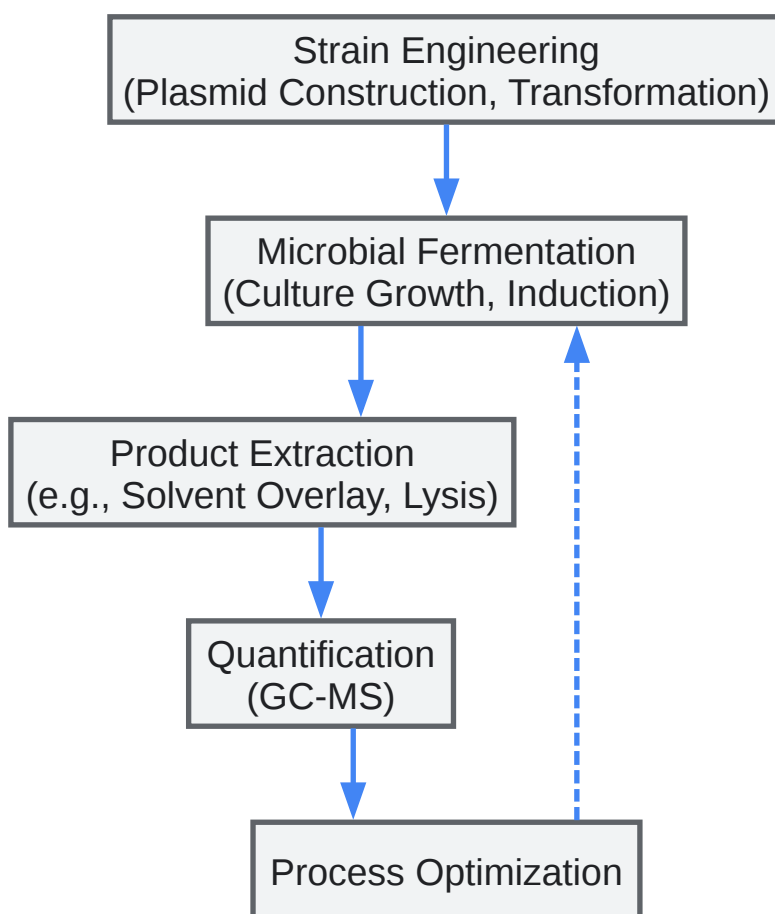 Strain Engineering
(Plasmid Construction, Transformation)
Microbial Fermentation
(Culture Growth, Induction)
Product Extraction
(e.g., Solvent Overlay, Lysis)
Quantification
(GC-MS)
Process Optimization